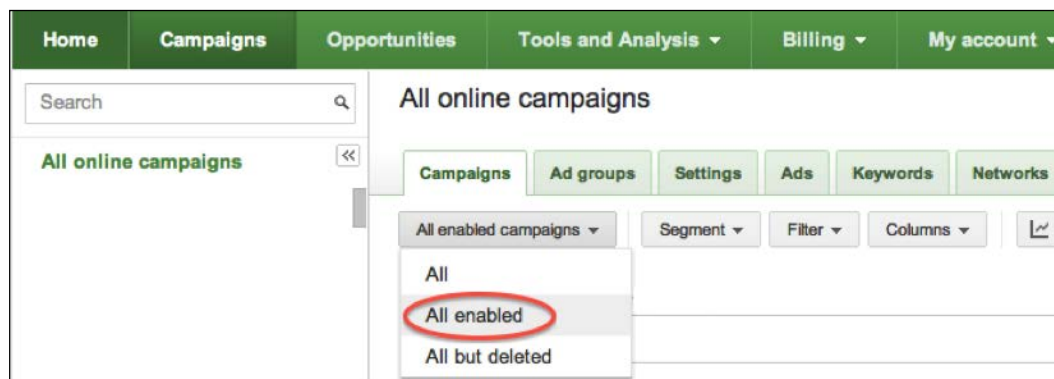 Home Campaigns Opportunities Tools and Analysis Billing My account
Search
All online campaigns
All online campaigns
Campaigns Ad groups Settings Ads Keywords Networks
All enabled campaigns Segment Filter Columns
All
All enabled
All but deleted